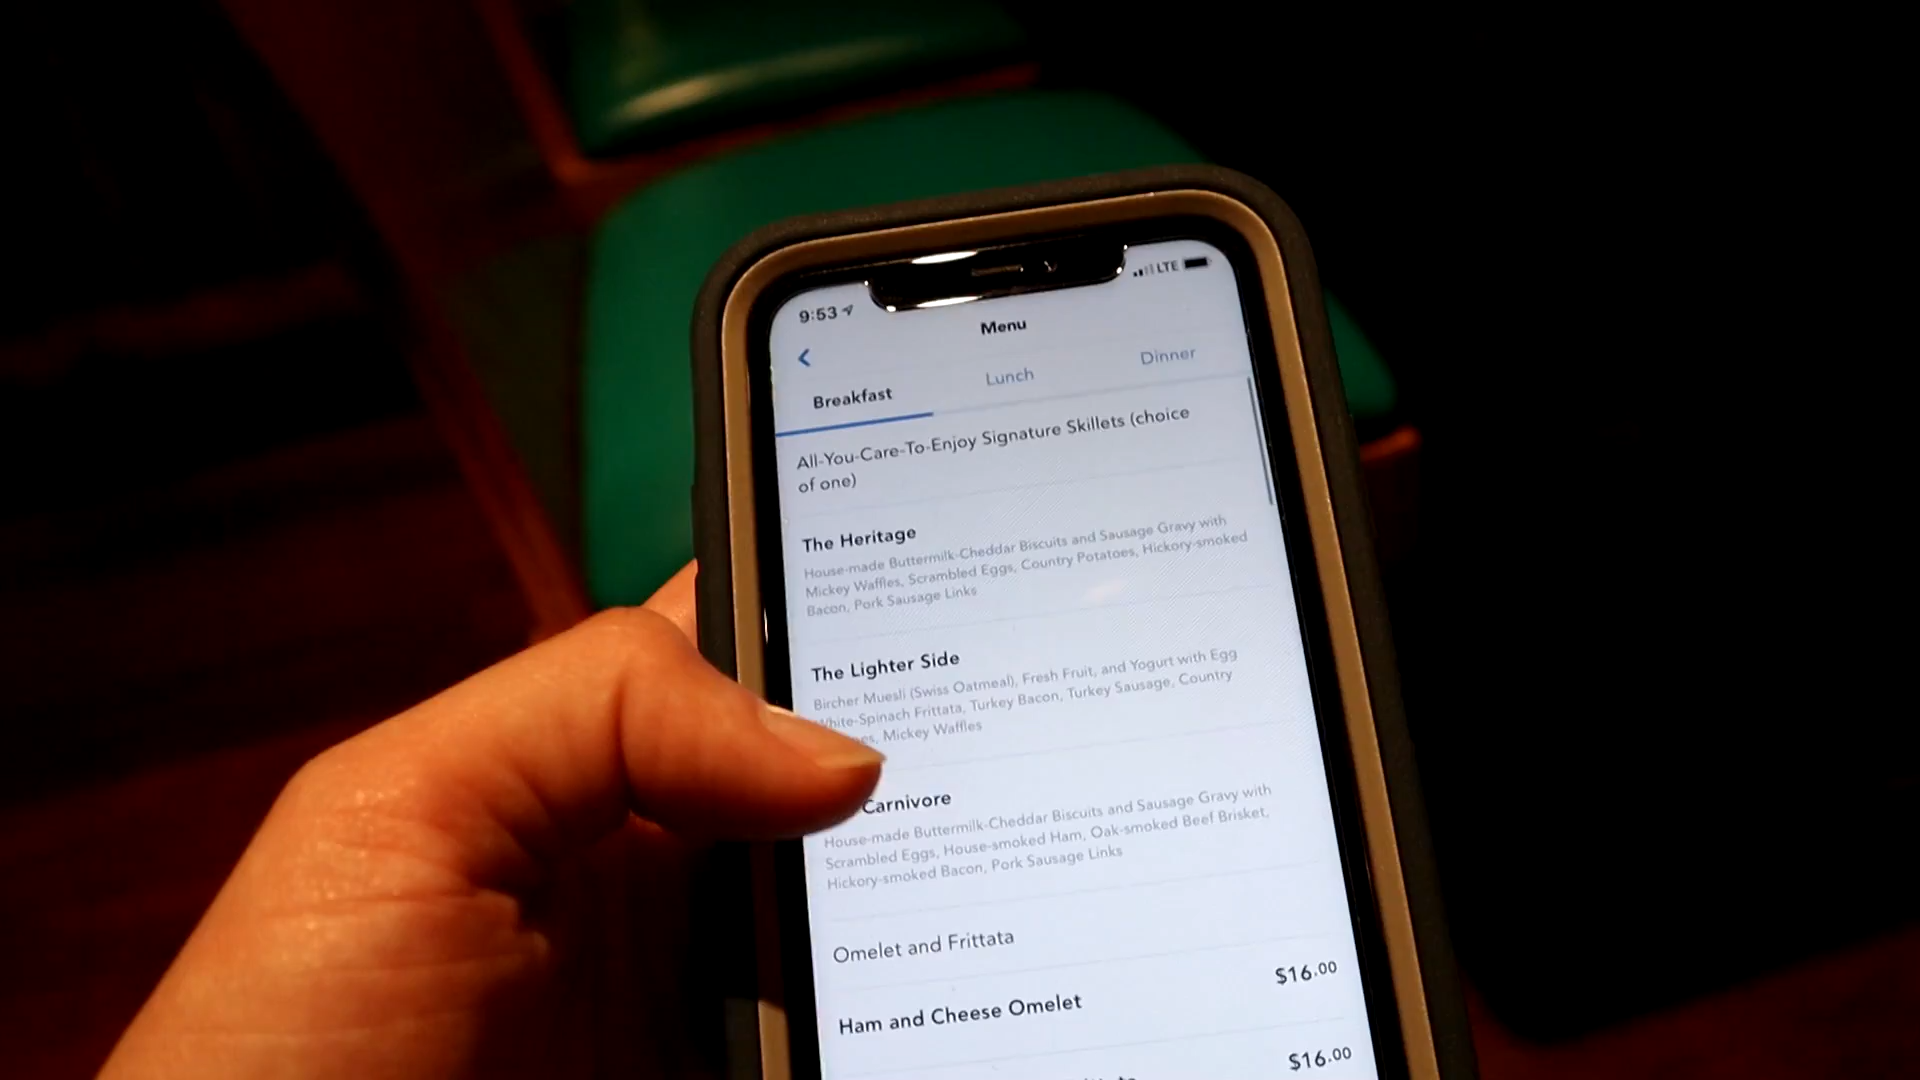 9:53
LTE
Menu
Breakfast
Lunch
Dinner
All-You-Care-To-Enjoy Signature Skillets (choice
of one)
The Heritage
House-made Buttermilk-Cheddar Biscuits and Sausage Gravy with
Mickey Waffles, Scrambled Eggs, Country Potatoes, Hickory-smoked
Bacon, Pork Sausage Links
The Lighter Side
Bircher Muesli (Swiss Oatmeal), Fresh Fruit, and Yogurt with Egg
White-Spinach Frittata, Turkey Bacon, Turkey Sausage, Country
Mickey Waffles
Carnivore
House-made Buttermilk-Cheddar Biscuits and Sausage Gravy with
Scrambled Eggs, House-smoked Ham, Oak-smoked Beef Brisket,
Hickory-smoked Bacon, Pork Sausage Links
Omelet and Frittata
Ham and Cheese Omelet
$16.00
$16.00